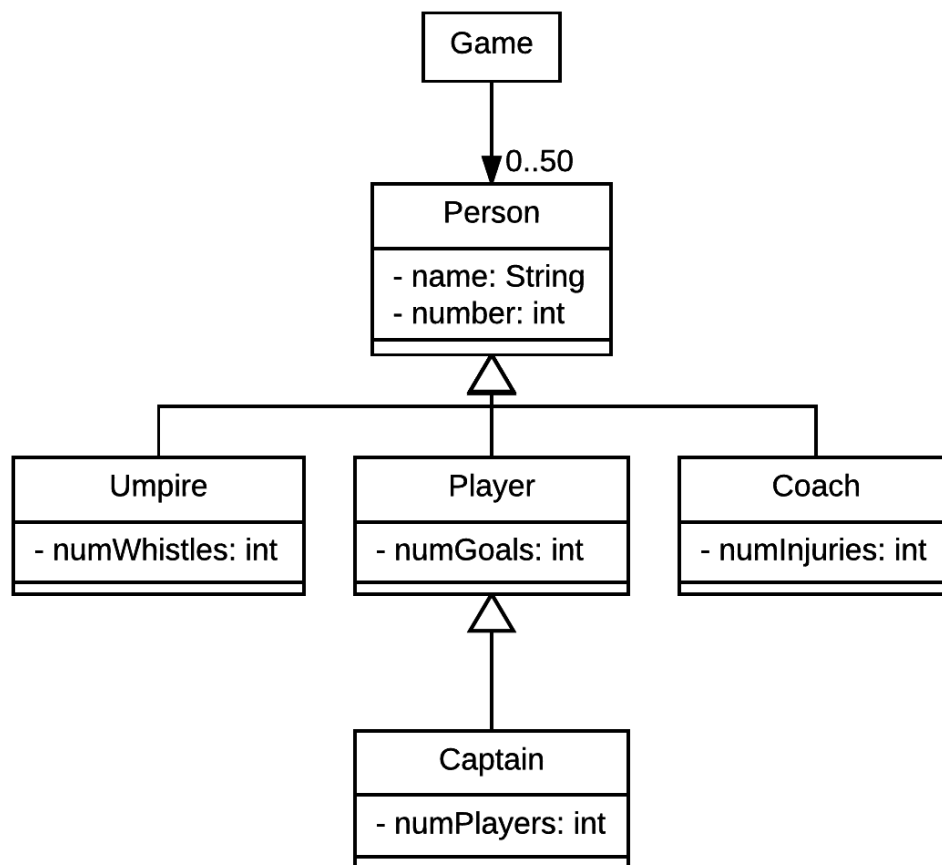 Game
0..50
Person
- name: String
- number: int
Umpire
- numWhistles: int
Player
- numGoals: int
Coach
- numInjuries: int
Captain
- numPlayers: int